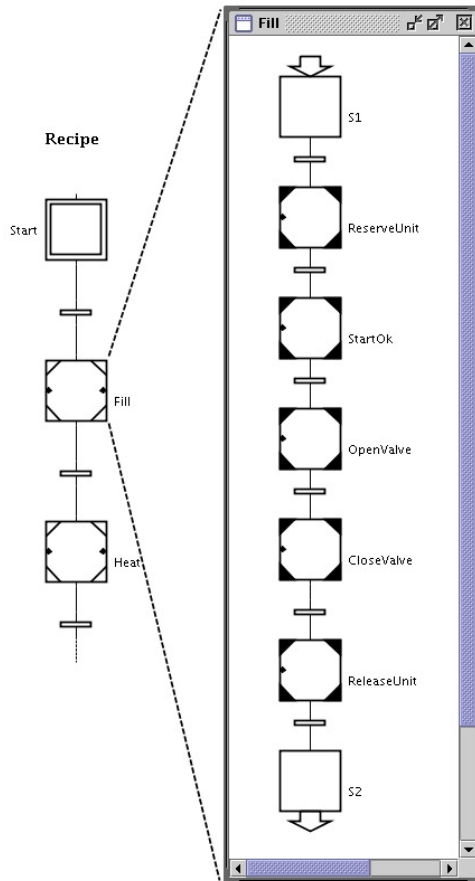 Recipe
Start
Fill
Heat
Fill
S1
ReserveUnit
StartOk
OpenValve
CloseValve
ReleaseUnit
S2